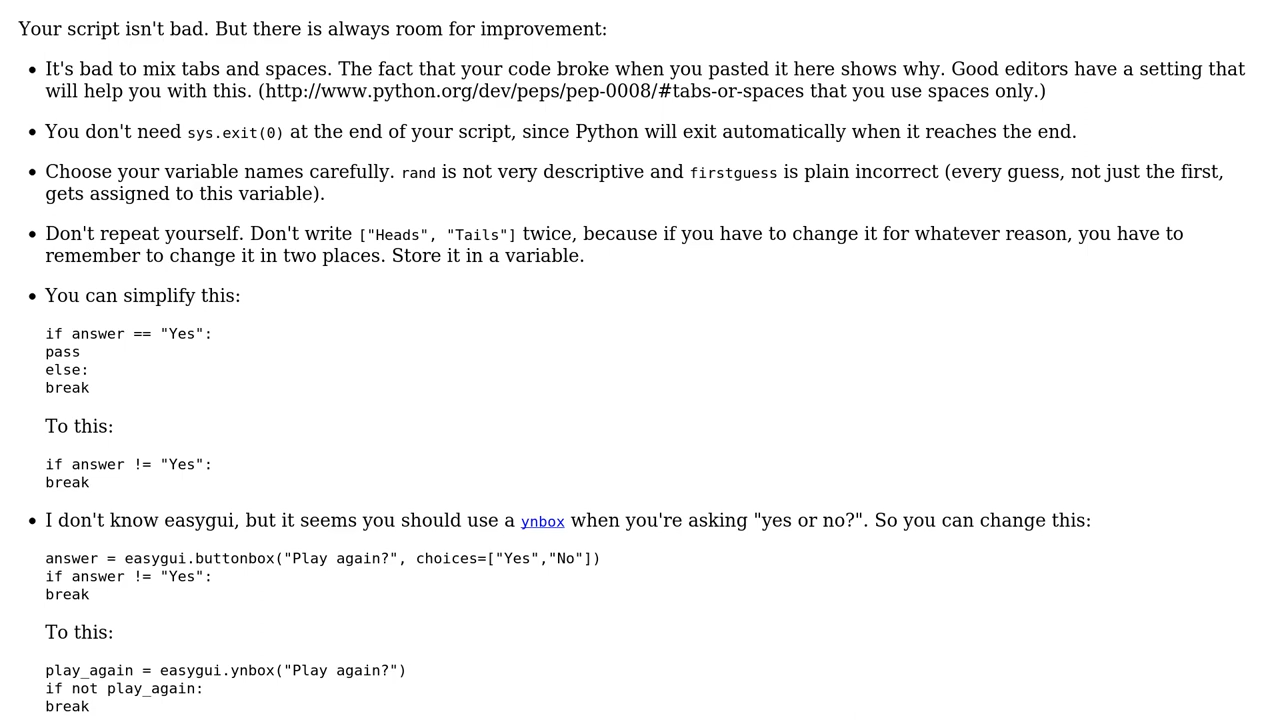 Your script isn't bad. But there is always room for improvement:
• It's bad to mix tabs and spaces. The fact that your code broke when you pasted it here shows why. Good editors have a setting that
will help you with this. (http://www.python.org/dev/peps/pep-0008/#tabs-or-spaces that you use spaces only.)
• You don't need sys.exit(0) at the end of your script, since Python will exit automatically when it reaches the end.
• Choose your variable names carefully. rand is not very descriptive and firstguess is plain incorrect (every guess, not just the first,
gets assigned to this variable).
• Don't repeat yourself. Don't write ["Heads", "Tails"] twice, because if you have to change it for whatever reason, you have to
remember to change it in two places. Store it in a variable.
• You can simplify this:
if answer == "Yes":
pass
else:
break
To this:
if answer != "Yes":
break
• I don't know easygui, but it seems you should use a ynbox when you're asking "yes or no?". So you can change this:
answer = easygui.buttonbox("Play again?", choices=["Yes","No"])
if answer != "Yes":
break
To this:
play_again = easygui.ynbox("Play again?")
if not play_again:
break